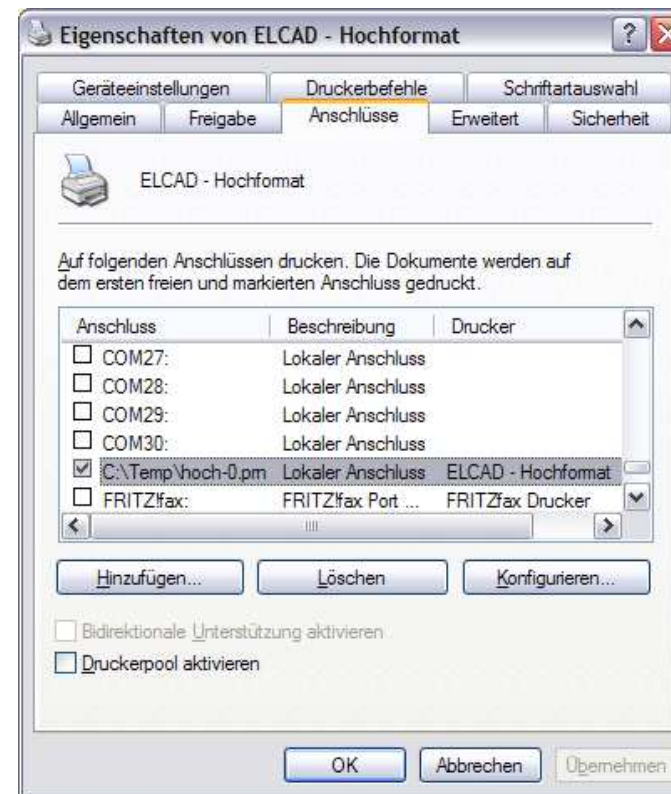 Eigenschaften von ELCAD - Hochformat
Geräteeinstellungen Druckerbefehle Schriftartauswahl
Allgemein Freigabe Anschlüsse Erweitert Sicherheit
ELCAD - Hochformat
Auf folgenden Anschlüssen drucken. Die Dokumente werden auf
dem ersten freien und markierten Anschluss gedruckt.
Anschluss Beschreibung Drucker
COM27: Lokaler Anschluss
COM28: Lokaler Anschluss
COM29: Lokaler Anschluss
COM30: Lokaler Anschluss
C:\Temp\hoch-0.prn Lokaler Anschluss ELCAD - Hochformat
FRITZ!fax: FRITZ!fax Port ... FRITZfax Drucker
Hinzufügen... Löschen Konfigurieren...
Bidirektionale Unterstützung aktivieren
Druckerpool aktivieren
OK Abbrechen Übernehmen